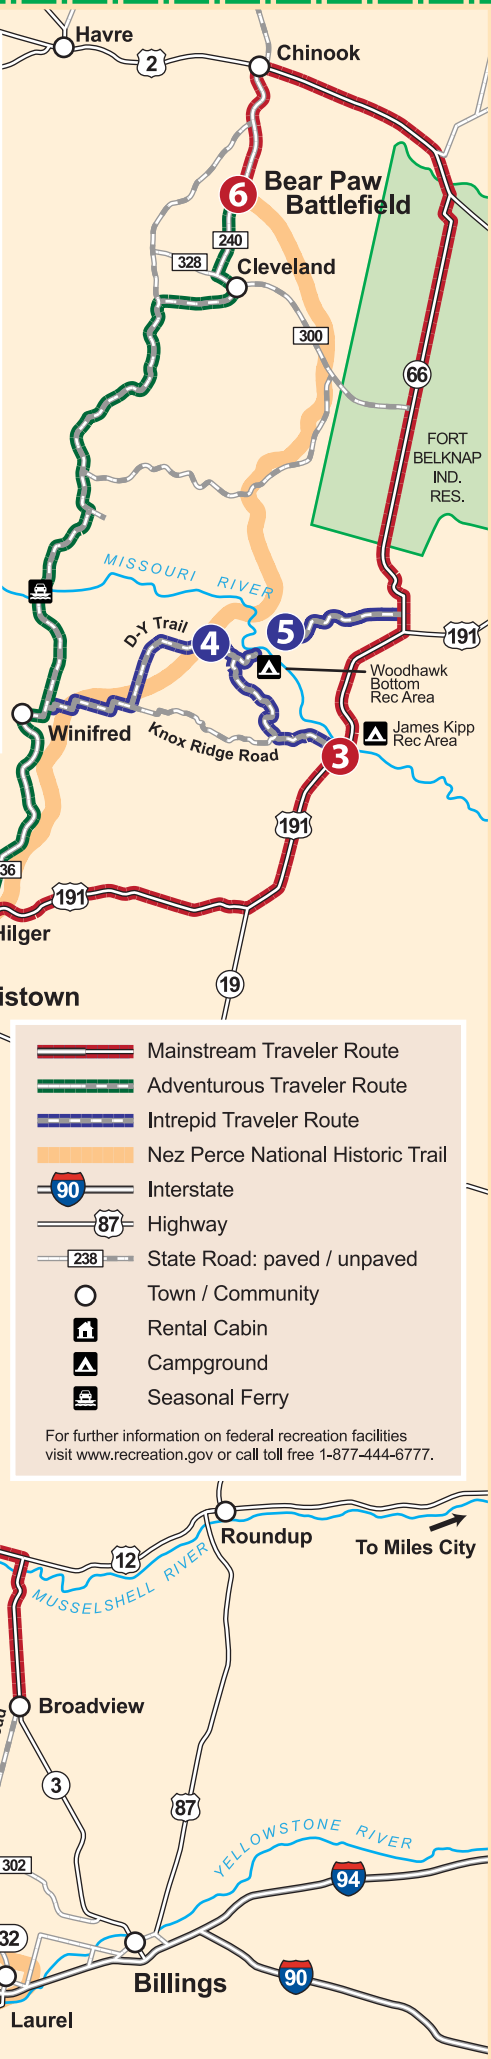 Havre
2
Chinook
6
Bear Paw
Battlefield
240
328
Cleveland
300
66
FORT
BELKNAP
IND.
RES.
MISSOURI RIVER
D-Y Trail
4
5
191
Woodhawk
Bottom
Rec Area
Winifred
Knox Ridge Road
James Kipp
Rec Area
3
191
36
191
Hilger
istown
19
Mainstream Traveler Route
Adventurous Traveler Route
Intrepid Traveler Route
Nez Perce National Historic Trail
90 Interstate
87 Highway
238 State Road: paved / unpaved
Town / Community
Rental Cabin
Campground
Seasonal Ferry
For further information on federal recreation facilities
visit www.recreation.gov or call toll free 1-877-444-6777.
Roundup
To Miles City
12
MUSSELSHELL RIVER
Broadview
3
87
YELLOWSTONE RIVER
302
94
32
Billings
90
Laurel